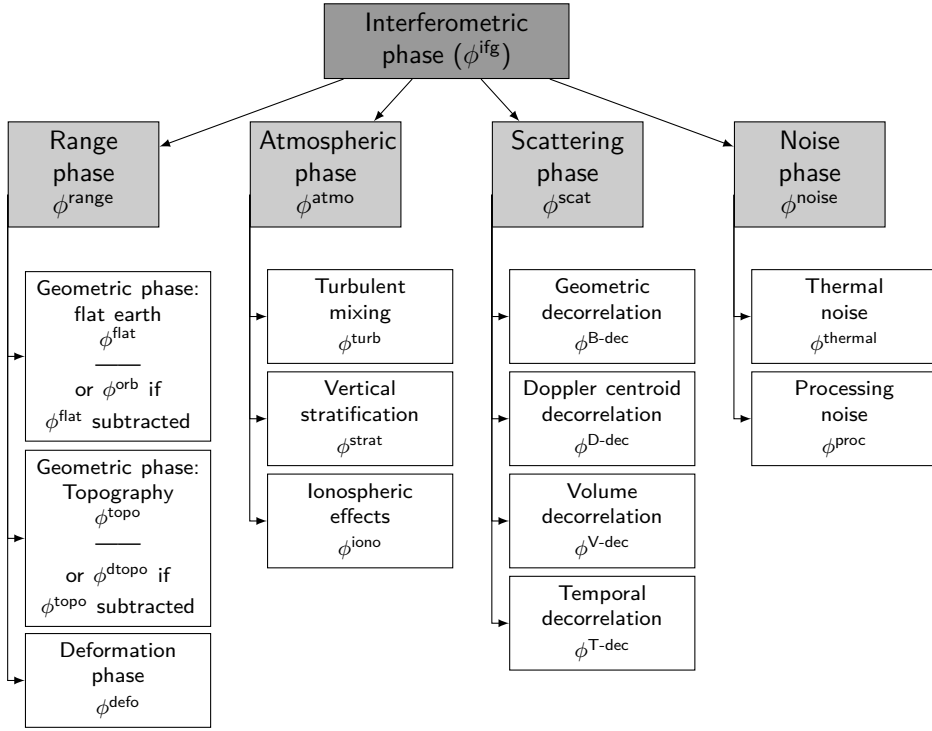 Interferometric
phase (ϕ^ifg)
Range
phase
ϕ^range
Geometric phase:
flat earth
ϕ^flat
or ϕ^orb if
ϕ^flat subtracted
Geometric phase:
Topography
ϕ^topo
or ϕ^dtopo if
ϕ^topo subtracted
Deformation
phase
ϕ^defo
Atmospheric
phase
ϕ^atmo
Turbulent
mixing
ϕ^turb
Vertical
stratification
ϕ^strat
Ionospheric
effects
ϕ^iono
Scattering
phase
ϕ^scat
Geometric
decorrelation
ϕ^B-dec
Doppler centroid
decorrelation
ϕ^D-dec
Volume
decorrelation
ϕ^V-dec
Temporal
decorrelation
ϕ^T-dec
Noise
phase
ϕ^noise
Thermal
noise
ϕ^thermal
Processing
noise
ϕ^proc